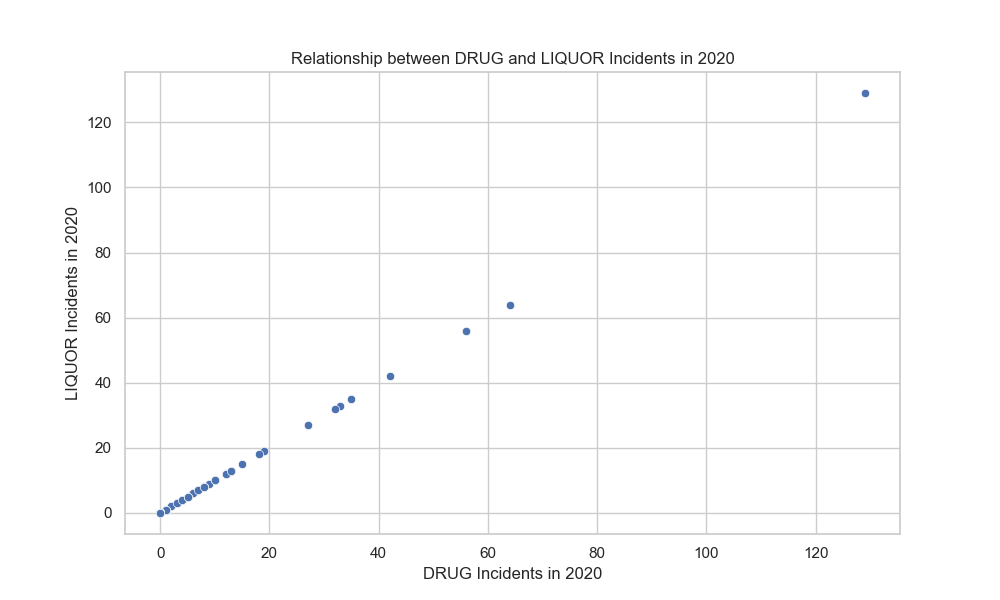 Relationship between DRUG and LIQUOR Incidents in 2020
LIQUOR Incidents in 2020
120
100
80
60
40
20
0
0 20 40 60 80 100 120
DRUG Incidents in 2020